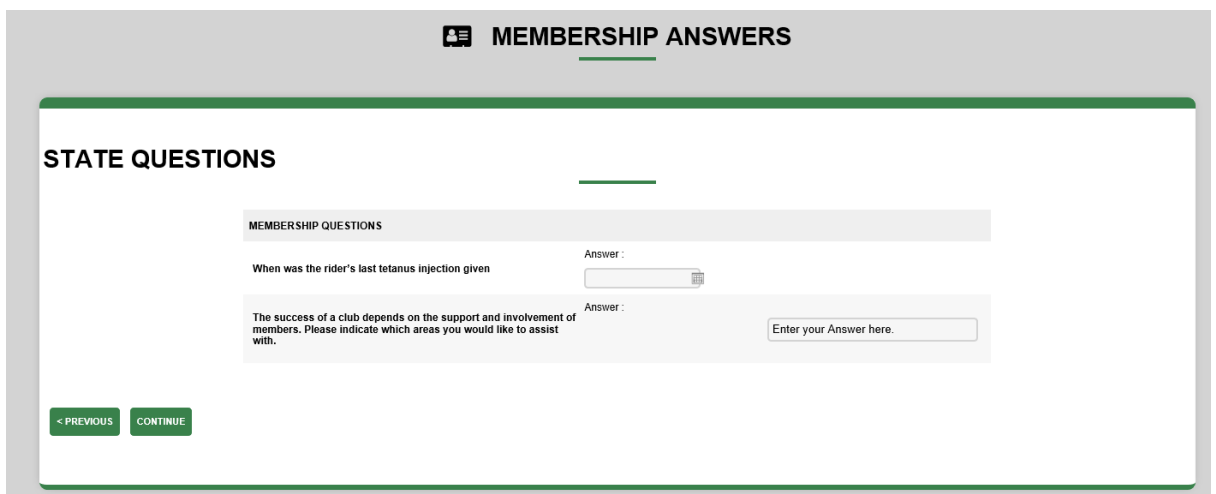 MEMBERSHIP ANSWERS
STATE QUESTIONS
MEMBERSHIP QUESTIONS
When was the rider's last tetanus injection given
Answer :
The success of a club depends on the support and involvement of
members. Please indicate which areas you would like to assist
with.
Answer :
Enter your Answer here.
< PREVIOUS
CONTINUE